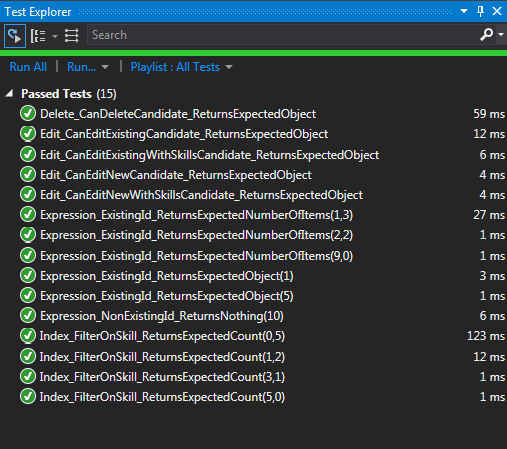 Test Explorer
Search
Run All | Run... | Playlist : All Tests
Passed Tests (15)
Delete_CanDeleteCandidate_ReturnsExpectedObject 59 ms
Edit_CanEditExistingCandidate_ReturnsExpectedObject 12 ms
Edit_CanEditExistingWithSkillsCandidate_ReturnsExpectedObject 6 ms
Edit_CanEditNewCandidate_ReturnsExpectedObject 4 ms
Edit_CanEditNewWithSkillsCandidate_ReturnsExpectedObject 4 ms
Expression_ExistingId_ReturnsExpectedNumberOfItems(1,3) 27 ms
Expression_ExistingId_ReturnsExpectedNumberOfItems(2,2) 1 ms
Expression_ExistingId_ReturnsExpectedNumberOfItems(9,0) 1 ms
Expression_ExistingId_ReturnsExpectedObject(1) 3 ms
Expression_ExistingId_ReturnsExpectedObject(5) 1 ms
Expression_NonExistingId_ReturnsNothing(10) 6 ms
Index_FilterOnSkill_ReturnsExpectedCount(0,5) 123 ms
Index_FilterOnSkill_ReturnsExpectedCount(1,2) 12 ms
Index_FilterOnSkill_ReturnsExpectedCount(3,1) 1 ms
Index_FilterOnSkill_ReturnsExpectedCount(5,0) 1 ms